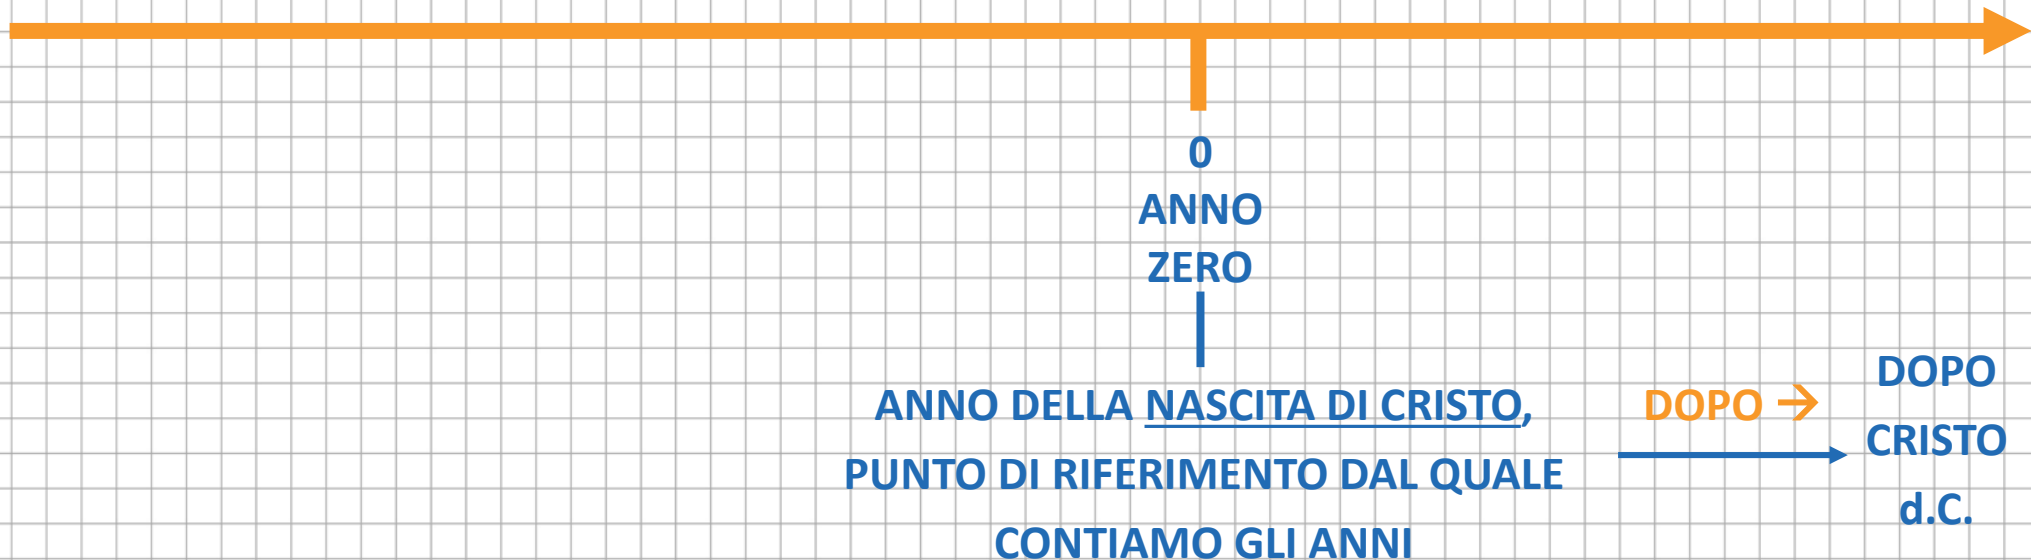 0
ANNO
ZERO
ANNO DELLA NASCITA DI CRISTO,
PUNTO DI RIFERIMENTO DAL QUALE
CONTIAMO GLI ANNI
DOPO →
DOPO
CRISTO
d.C.